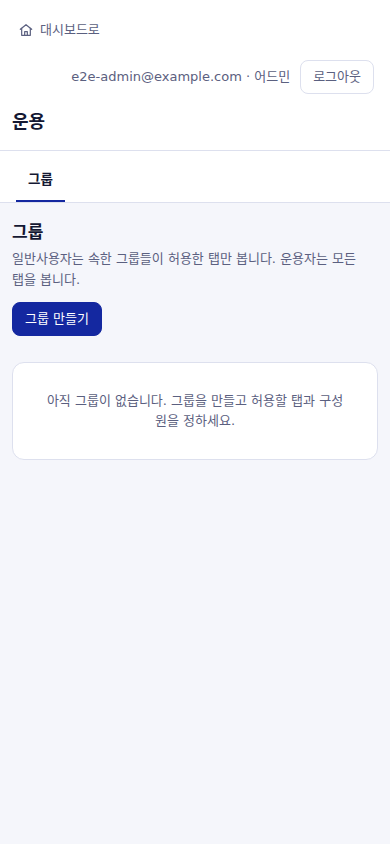 대시보드로
e2e-admin@example.com · 어드민
로그아웃
운용
그룹
그룹
일반사용자는 속한 그룹들이 허용한 탭만 봅니다. 운용자는 모든
탭을 봅니다.
그룹 만들기
아직 그룹이 없습니다. 그룹을 만들고 허용할 탭과 구성
원을 정하세요.